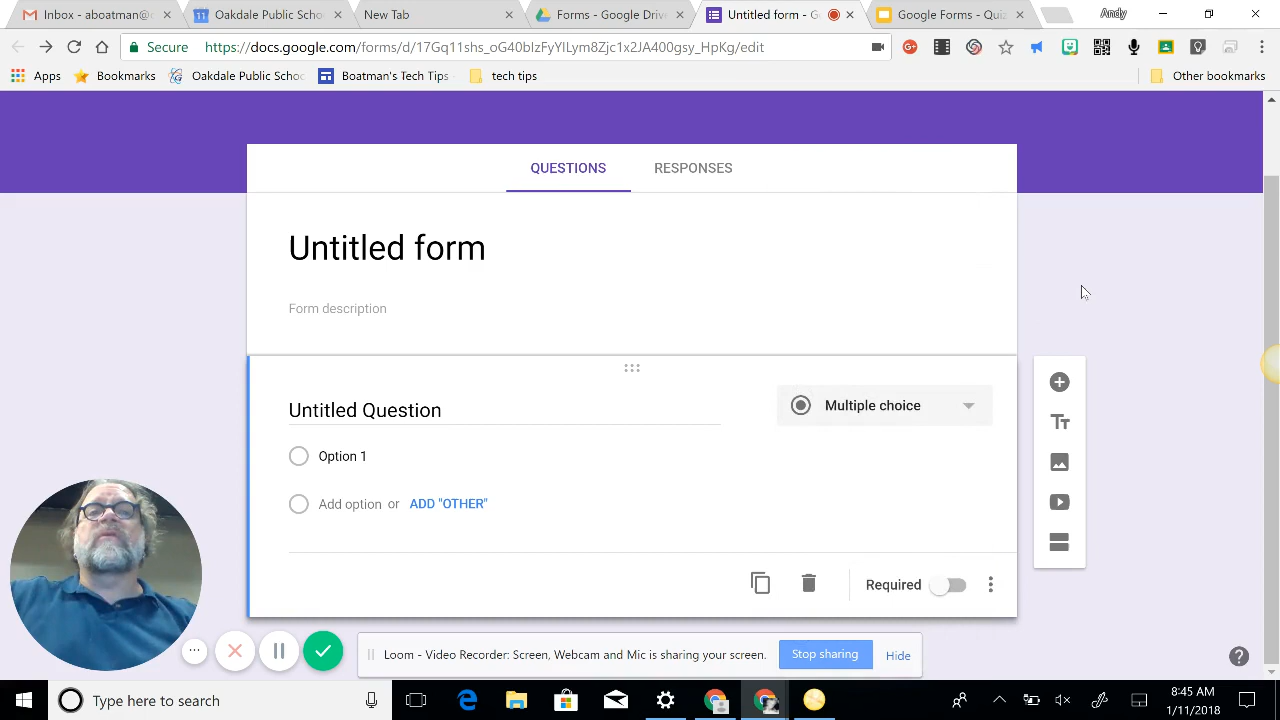 Inbox - aboatman@
Oakdale Public Scho
New Tab
Forms - Google Driv
Untitled form -
Google Forms - Quiz
Andy
Secure
https://docs.google.com/forms/d/17Gq11shs_oG40bIzFyYILym8Zjc1x2JA400gsy_HpKg/edit
Apps
Bookmarks
Oakdale Public Schoo
Boatman's Tech Tips
tech tips
Other bookmarks
QUESTIONS
RESPONSES
Untitled form
Form description
Untitled Question
Multiple choice
Option 1
Add option or ADD "OTHER"
Required
Loom - Video Recorder: Screen, Webcam and Mic is sharing your screen.
Stop sharing
Hide
Type here to search
8:45 AM
1/11/2018